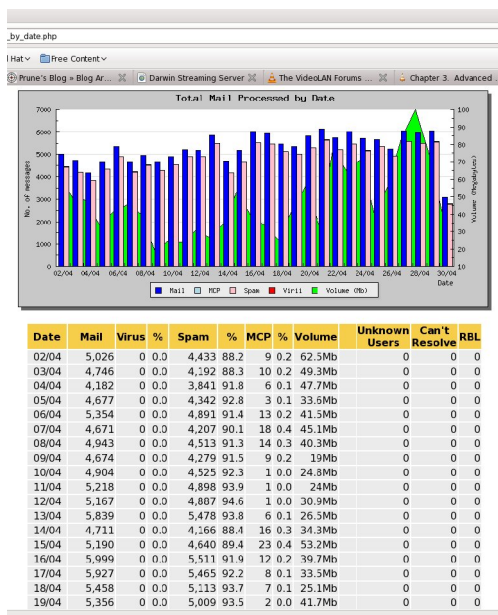 _by_date.php
l Hat Free Content
Prune's Blog » Blog Ar... Darwin Streaming Server The VideoLAN Forums ... Chapter 3. Advanced
Total Mail Processed by Date
7000
6000
5000
4000
3000
2000
1000
0
No. of messages
100
90
80
70
60
50
40
30
20
10
Volume (Megabytes)
02/04 04/04 06/04 08/04 10/04 12/04 14/04 16/04 18/04 20/04 22/04 24/04 26/04 28/04 30/04
Date
Mail MCP Spam Virii Volume (Mb)
Date Mail Virus % Spam % MCP % Volume Unknown Users Can't Resolve RBL
02/04 5,026 0 0.0 4,433 88.2 9 0.2 62.5Mb 0 0 0
03/04 4,746 0 0.0 4,192 88.3 10 0.2 49.3Mb 0 0 0
04/04 4,182 0 0.0 3,841 91.8 6 0.1 47.7Mb 0 0 0
05/04 4,677 0 0.0 4,342 92.8 3 0.1 33.6Mb 0 0 0
06/04 5,354 0 0.0 4,891 91.4 13 0.2 41.5Mb 0 0 0
07/04 4,671 0 0.0 4,207 90.1 18 0.4 45.1Mb 0 0 0
08/04 4,943 0 0.0 4,513 91.3 14 0.3 40.3Mb 0 0 0
09/04 4,674 0 0.0 4,279 91.5 9 0.2 19Mb 0 0 0
10/04 4,904 0 0.0 4,525 92.3 1 0.0 24.8Mb 0 0 0
11/04 5,218 0 0.0 4,898 93.9 1 0.0 24Mb 0 0 0
12/04 5,167 0 0.0 4,887 94.6 1 0.0 30.9Mb 0 0 0
13/04 5,839 0 0.0 5,478 93.8 6 0.1 26.5Mb 0 0 0
14/04 4,711 0 0.0 4,166 88.4 16 0.3 34.3Mb 0 0 0
15/04 5,190 0 0.0 4,640 89.4 23 0.4 53.2Mb 0 0 0
16/04 5,999 0 0.0 5,511 91.9 12 0.2 39.7Mb 0 0 0
17/04 5,927 0 0.0 5,465 92.2 8 0.1 33.5Mb 0 0 0
18/04 5,458 0 0.0 5,113 93.7 7 0.1 25.1Mb 0 0 0
19/04 5,356 0 0.0 5,009 93.5 2 0.0 41.7Mb 0 0 0